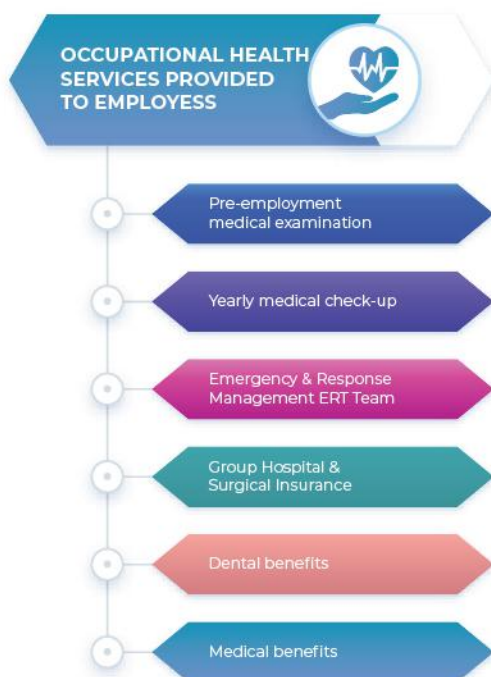 OCCUPATIONAL HEALTH
SERVICES PROVIDED
TO EMPLOYESS
Pre-employment
medical examination
Yearly medical check-up
Emergency & Response
Management ERT Team
Group Hospital &
Surgical Insurance
Dental benefits
Medical benefits